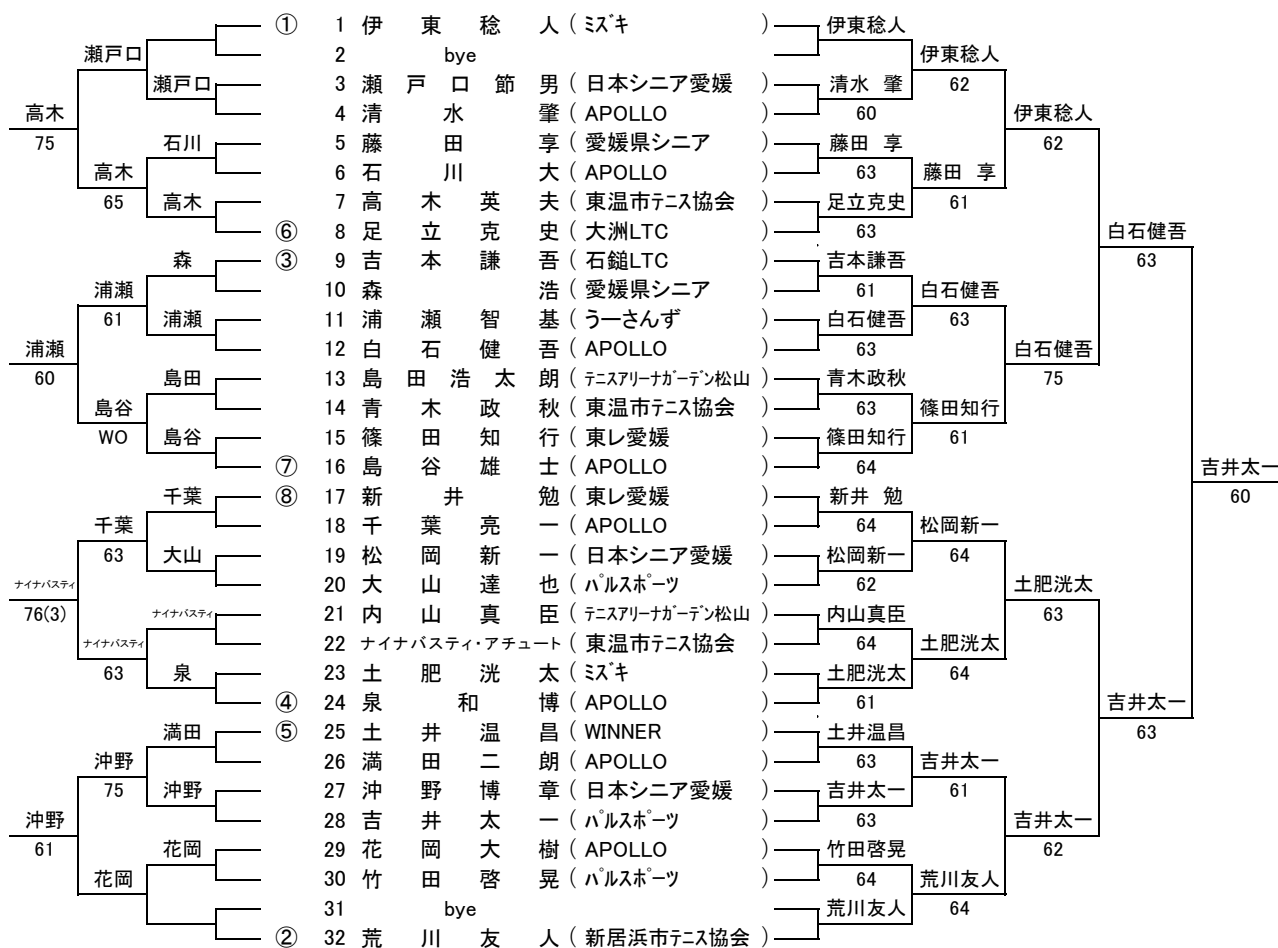 ① 1 伊東稔人 ( ミズキ ) 伊東稔人
瀬戸口 2 bye 伊東稔人
瀬戸口 3 瀬戸口節男 ( 日本シニア愛媛 ) 清水 肇 62
高木 4 清水肇 ( APOLLO ) 60 伊東稔人
75 石川 5 藤田享 ( 愛媛県シニア ) 藤田 享 62
高木 6 石川大 ( APOLLO ) 63 藤田 享
65 高木 7 高木英夫 ( 東温市テニス協会 ) 足立克史 61
⑥ 8 足立克史 ( 大洲LTC ) 63 白石健吾
森 ③ 9 吉本謙吾 ( 石鎚LTC ) 吉本謙吾 63
浦瀬 10 森浩 ( 愛媛県シニア ) 61 白石健吾
61 浦瀬 11 浦瀬智基 ( うーさんず ) 白石健吾 63
浦瀬 12 白石健吾 ( APOLLO ) 63 白石健吾
60 島田 13 島田浩太朗 ( テニスアリーナガーデン松山 ) 青木政秋 75
島谷 14 青木政秋 ( 東温市テニス協会 ) 63 篠田知行
WO 島谷 15 篠田知行 ( 東レ愛媛 ) 篠田知行 61
⑦ 16 島谷雄士 ( APOLLO ) 64 吉井太一
千葉 ⑧ 17 新井勉 ( 東レ愛媛 ) 新井 勉 60
千葉 18 千葉亮一 ( APOLLO ) 64 松岡新一
63 大山 19 松岡新一 ( 日本シニア愛媛 ) 松岡新一 64
ナイナバスティ 20 大山達也 ( パルスポーツ ) 62 土肥洸太
76(3) ナイナバスティ 21 内山真臣 ( テニスアリーナガーデン松山 ) 内山真臣 63
ナイナバスティ 22 ナイナバスティ・アチュート ( 東温市テニス協会 ) 64 土肥洸太
63 泉 23 土肥洸太 ( ミズキ ) 土肥洸太 64
④ 24 泉和博 ( APOLLO ) 61 吉井太一
満田 ⑤ 25 土井温昌 ( WINNER ) 土井温昌 63
沖野 26 満田二朗 ( APOLLO ) 63 吉井太一
75 沖野 27 沖野博章 ( 日本シニア愛媛 ) 吉井太一 61
沖野 28 吉井太一 ( パルスポーツ ) 63 吉井太一
61 花岡 29 花岡大樹 ( APOLLO ) 竹田啓晃 62
花岡 30 竹田啓晃 ( パルスポーツ ) 64 荒川友人
31 bye 荒川友人 64
② 32 荒川友人 ( 新居浜市テニス協会 )